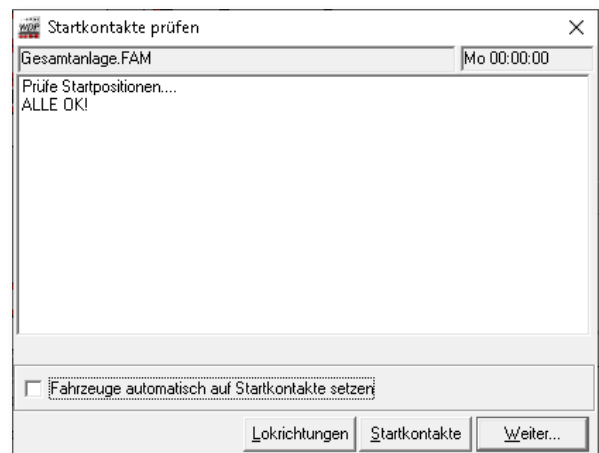 WDP Startkontakte prüfen
Gesamtanlage.FAM Mo 00:00:00
Prüfe Startpositionen....
ALLE OK!
Fahrzeuge automatisch auf Startkontakte setzen
Lokrichtungen Startkontakte Weiter...